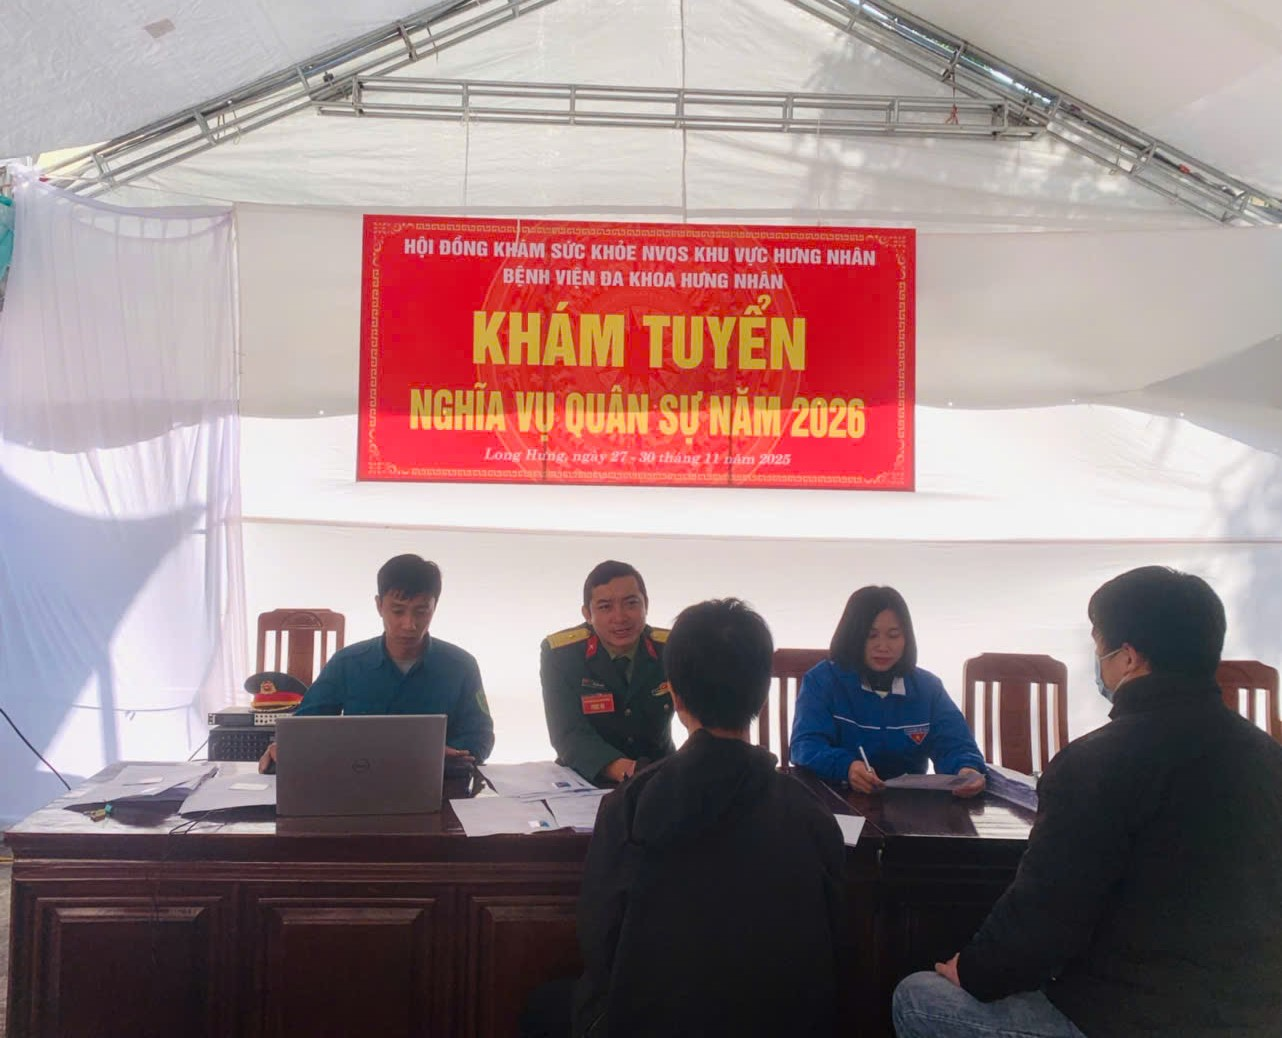 HỘI ĐỒNG KHÁM SỨC KHỎE NVQS KHU VỰC HƯNG NHÂN
BỆNH VIỆN ĐA KHOA HƯNG NHÂN
KHÁM TUYỂN
NGHĨA VỤ QUÂN SỰ NĂM 2026
Long Hưng, ngày 27 - 30 tháng 11 năm 2025
DELL